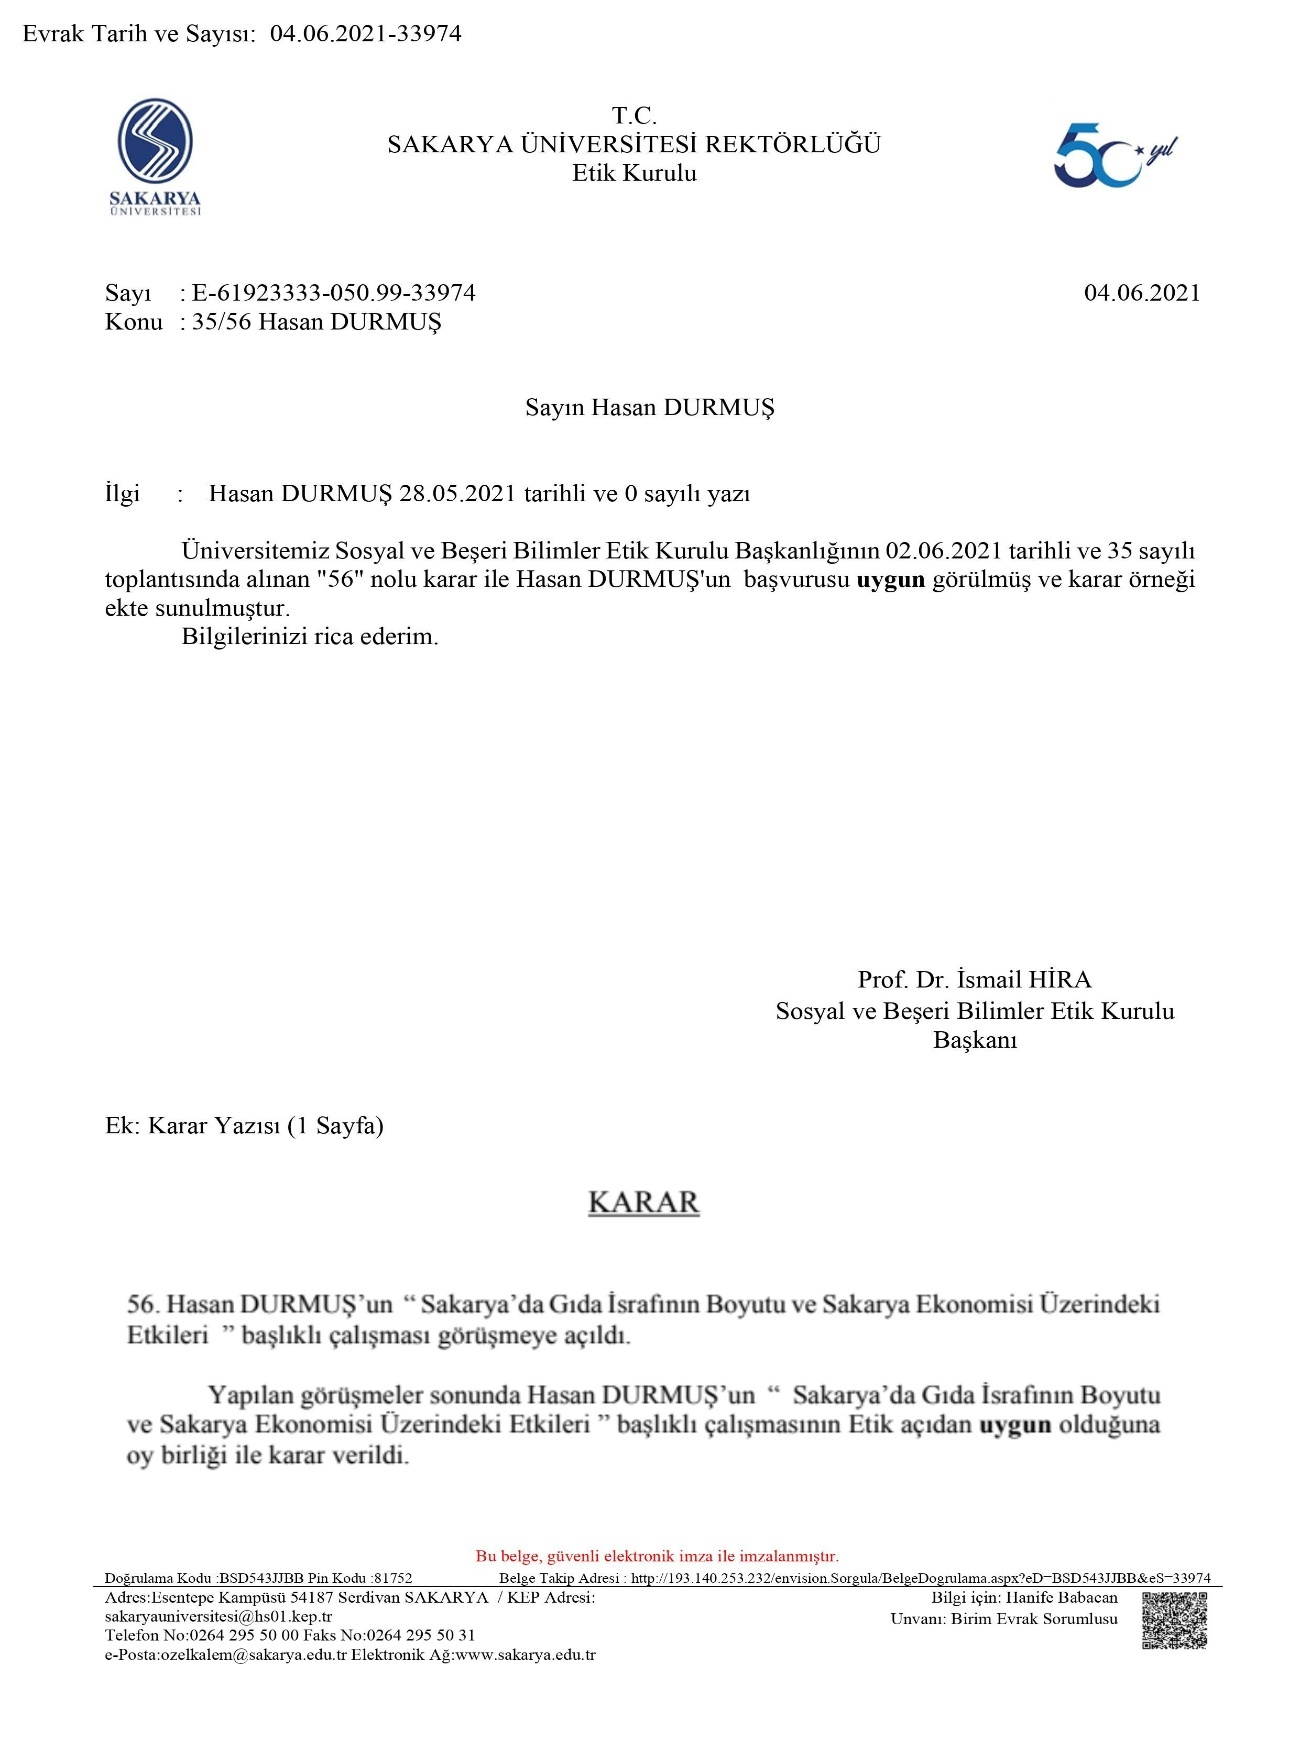 Evrak Tarih ve Sayısı: 04.06.2021-33974
T.C.
SAKARYA ÜNİVERSİTESİ REKTÖRLÜĞÜ
Etik Kurulu
SAKARYA
ÜNİVERSİTESİ
50 yıl
Sayı : E-61923333-050.99-33974 04.06.2021
Konu : 35/56 Hasan DURMUŞ
Sayın Hasan DURMUŞ
İlgi : Hasan DURMUŞ 28.05.2021 tarihli ve 0 sayılı yazı
Üniversitemiz Sosyal ve Beşeri Bilimler Etik Kurulu Başkanlığının 02.06.2021 tarihli ve 35 sayılı
toplantısında alınan "56" nolu karar ile Hasan DURMUŞ'un başvurusu uygun görülmüş ve karar örneği
ekte sunulmuştur.
Bilgilerinizi rica ederim.
Prof. Dr. İsmail HİRA
Sosyal ve Beşeri Bilimler Etik Kurulu
Başkanı
Ek: Karar Yazısı (1 Sayfa)
KARAR
56. Hasan DURMUŞ’un “ Sakarya’da Gıda İsrafının Boyutu ve Sakarya Ekonomisi Üzerindeki
Etkileri ” başlıklı çalışması görüşmeye açıldı.
Yapılan görüşmeler sonunda Hasan DURMUŞ’un “ Sakarya’da Gıda İsrafının Boyutu
ve Sakarya Ekonomisi Üzerindeki Etkileri ” başlıklı çalışmasının Etik açıdan uygun olduğuna
oy birliği ile karar verildi.
Bu belge, güvenli elektronik imza ile imzalanmıştır.
Doğrulama Kodu :BSD543JJBB Pin Kodu :81752 Belge Takip Adresi : http://193.140.253.232/envision.Sorgula/BelgeDogrulama.aspx?eD=BSD543JJBB&eS=33974
Adres:Esentepe Kampüsü 54187 Serdivan SAKARYA / KEP Adresi:
sakaryauniversitesi@hs01.kep.tr
Telefon No:0264 295 50 00 Faks No:0264 295 50 31
e-Posta:ozelkalem@sakarya.edu.tr Elektronik Ağ:www.sakarya.edu.tr
Bilgi için: Hanife Babacan
Unvanı: Birim Evrak Sorumlusu